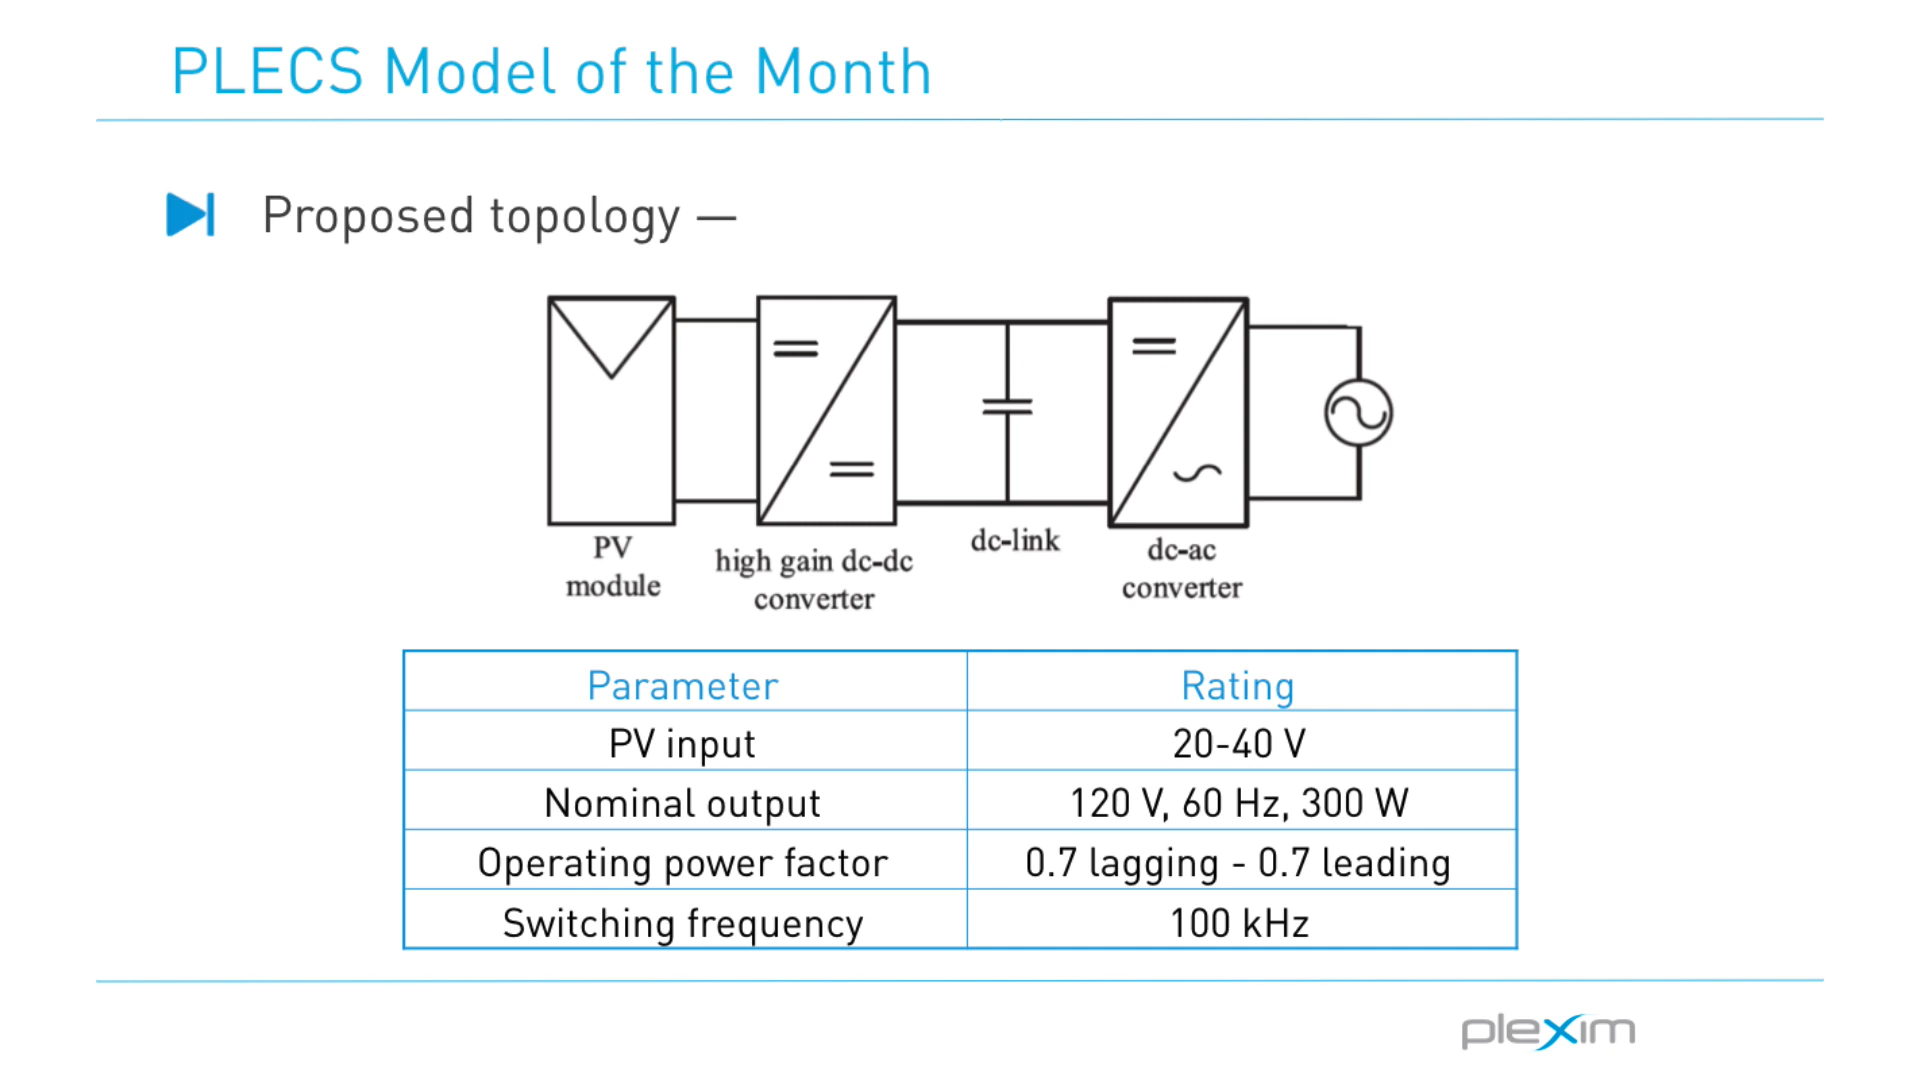 PLECS Model of the Month
Proposed topology —
PV
module
high gain dc-dc
converter
dc-link
dc-ac
converter
Parameter Rating
PV input 20-40 V
Nominal output 120 V, 60 Hz, 300 W
Operating power factor 0.7 lagging - 0.7 leading
Switching frequency 100 kHz
plexim